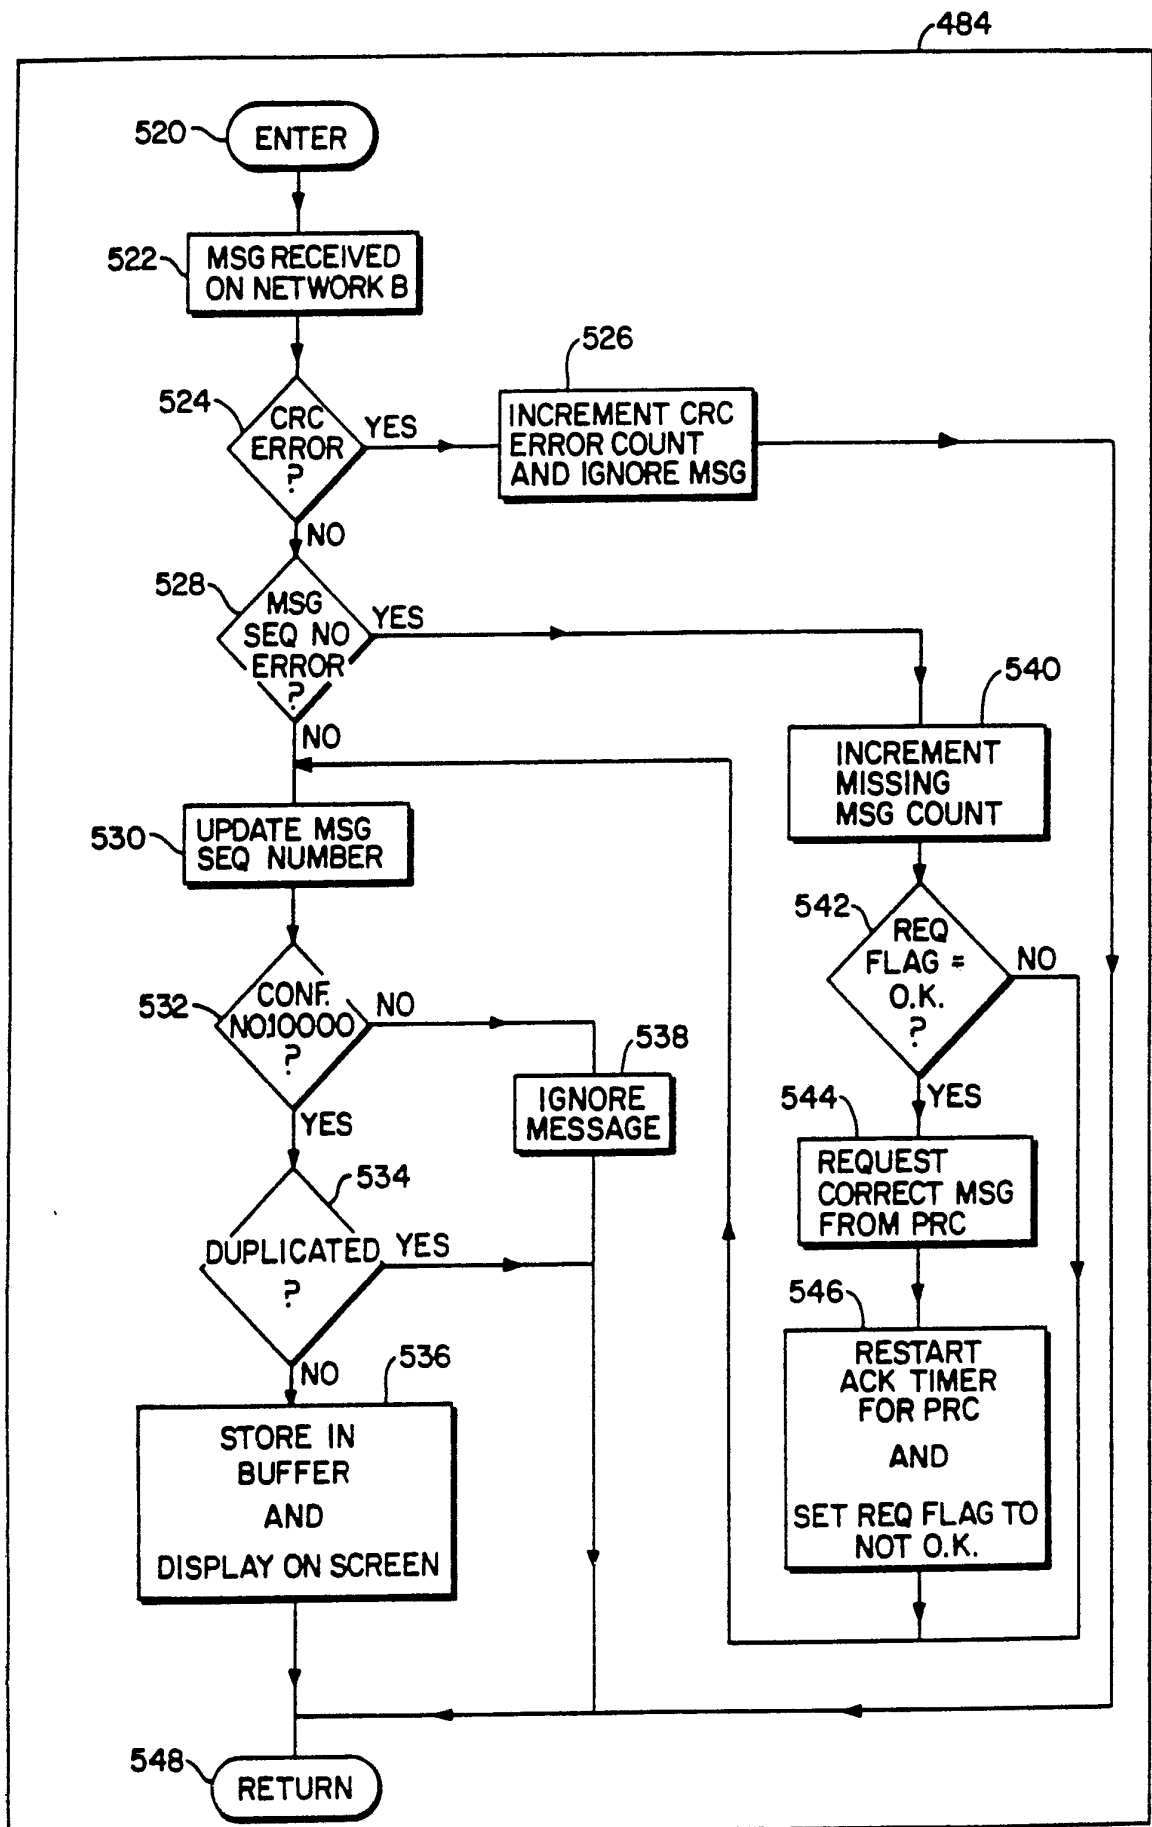 484
520
ENTER
522
MSG RECEIVED
ON NETWORK B
526
524
CRC
ERROR
?
YES
INCREMENT CRC
ERROR COUNT
AND IGNORE MSG
NO
528
MSG
SEQ NO
ERROR
?
YES
NO
540
INCREMENT
MISSING
MSG COUNT
530
UPDATE MSG
SEQ NUMBER
542
REQ
FLAG =
O.K.
?
NO
YES
532
CONF.
NO.10000
?
NO
YES
538
IGNORE
MESSAGE
544
REQUEST
CORRECT MSG
FROM PRC
534
DUPLICATED
?
YES
NO
546
RESTART
ACK TIMER
FOR PRC
AND
SET REQ FLAG TO
NOT O.K.
536
STORE IN
BUFFER
AND
DISPLAY ON SCREEN
548
RETURN